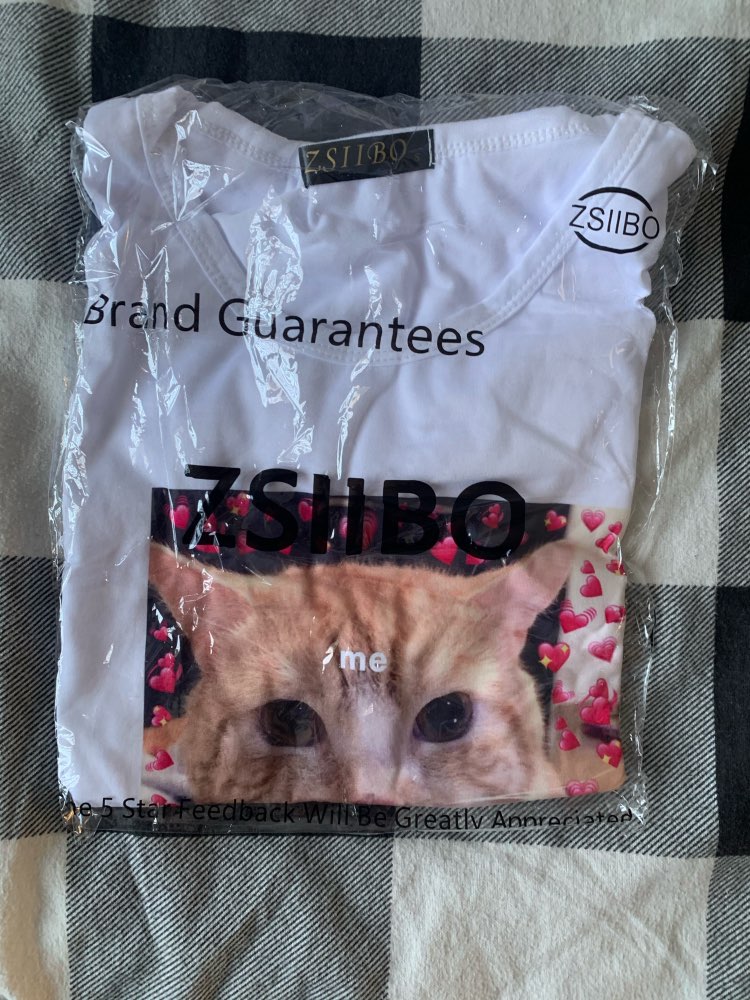 ZSIIBO
ZSIIBO
Brand Guarantees
ZSIIBO
me
5 Star Feedback Will Be Greatly Appreciated